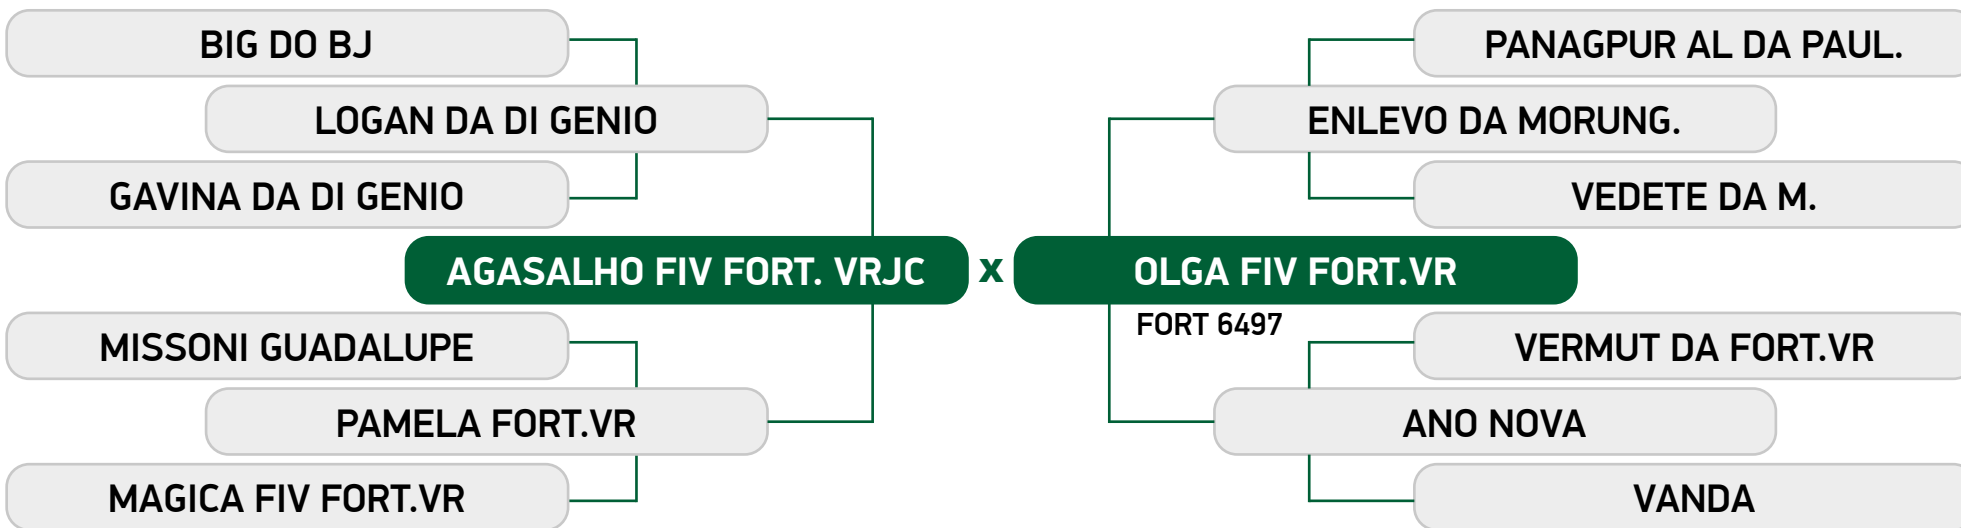 BIG DO BJ
LOGAN DA DI GENIO
GAVINA DA DI GENIO
AGASALHO FIV FORT. VRJC
MISSONI GUADALUPE
PAMELA FORT.VR
MAGICA FIV FORT.VR
x
PANAGPUR AL DA PAUL.
ENLEVO DA MORUNG.
VEDETE DA M.
OLGA FIV FORT.VR
FORT 6497
VERMUT DA FORT.VR
ANO NOVA
VANDA